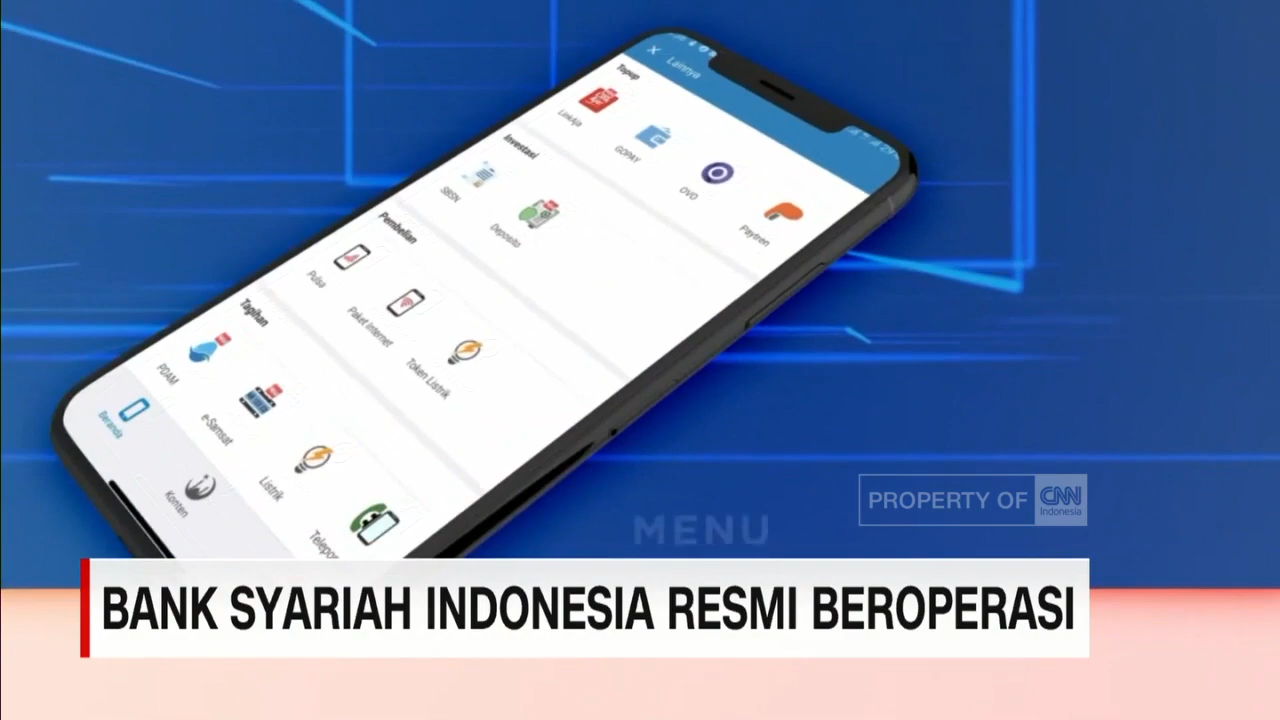 Lainnya
Topup
LinkAja
GOPAY
OVO
Paytren
Investasi
SBSN
Deposito
Pembelian
Pulsa
Paket Internet
Token Listrik
Tagihan
PDAM
e-Samsat
Listrik
Telepon
Beranda
Konten
MENU
PROPERTY OF CNN Indonesia
BANK SYARIAH INDONESIA RESMI BEROPERASI